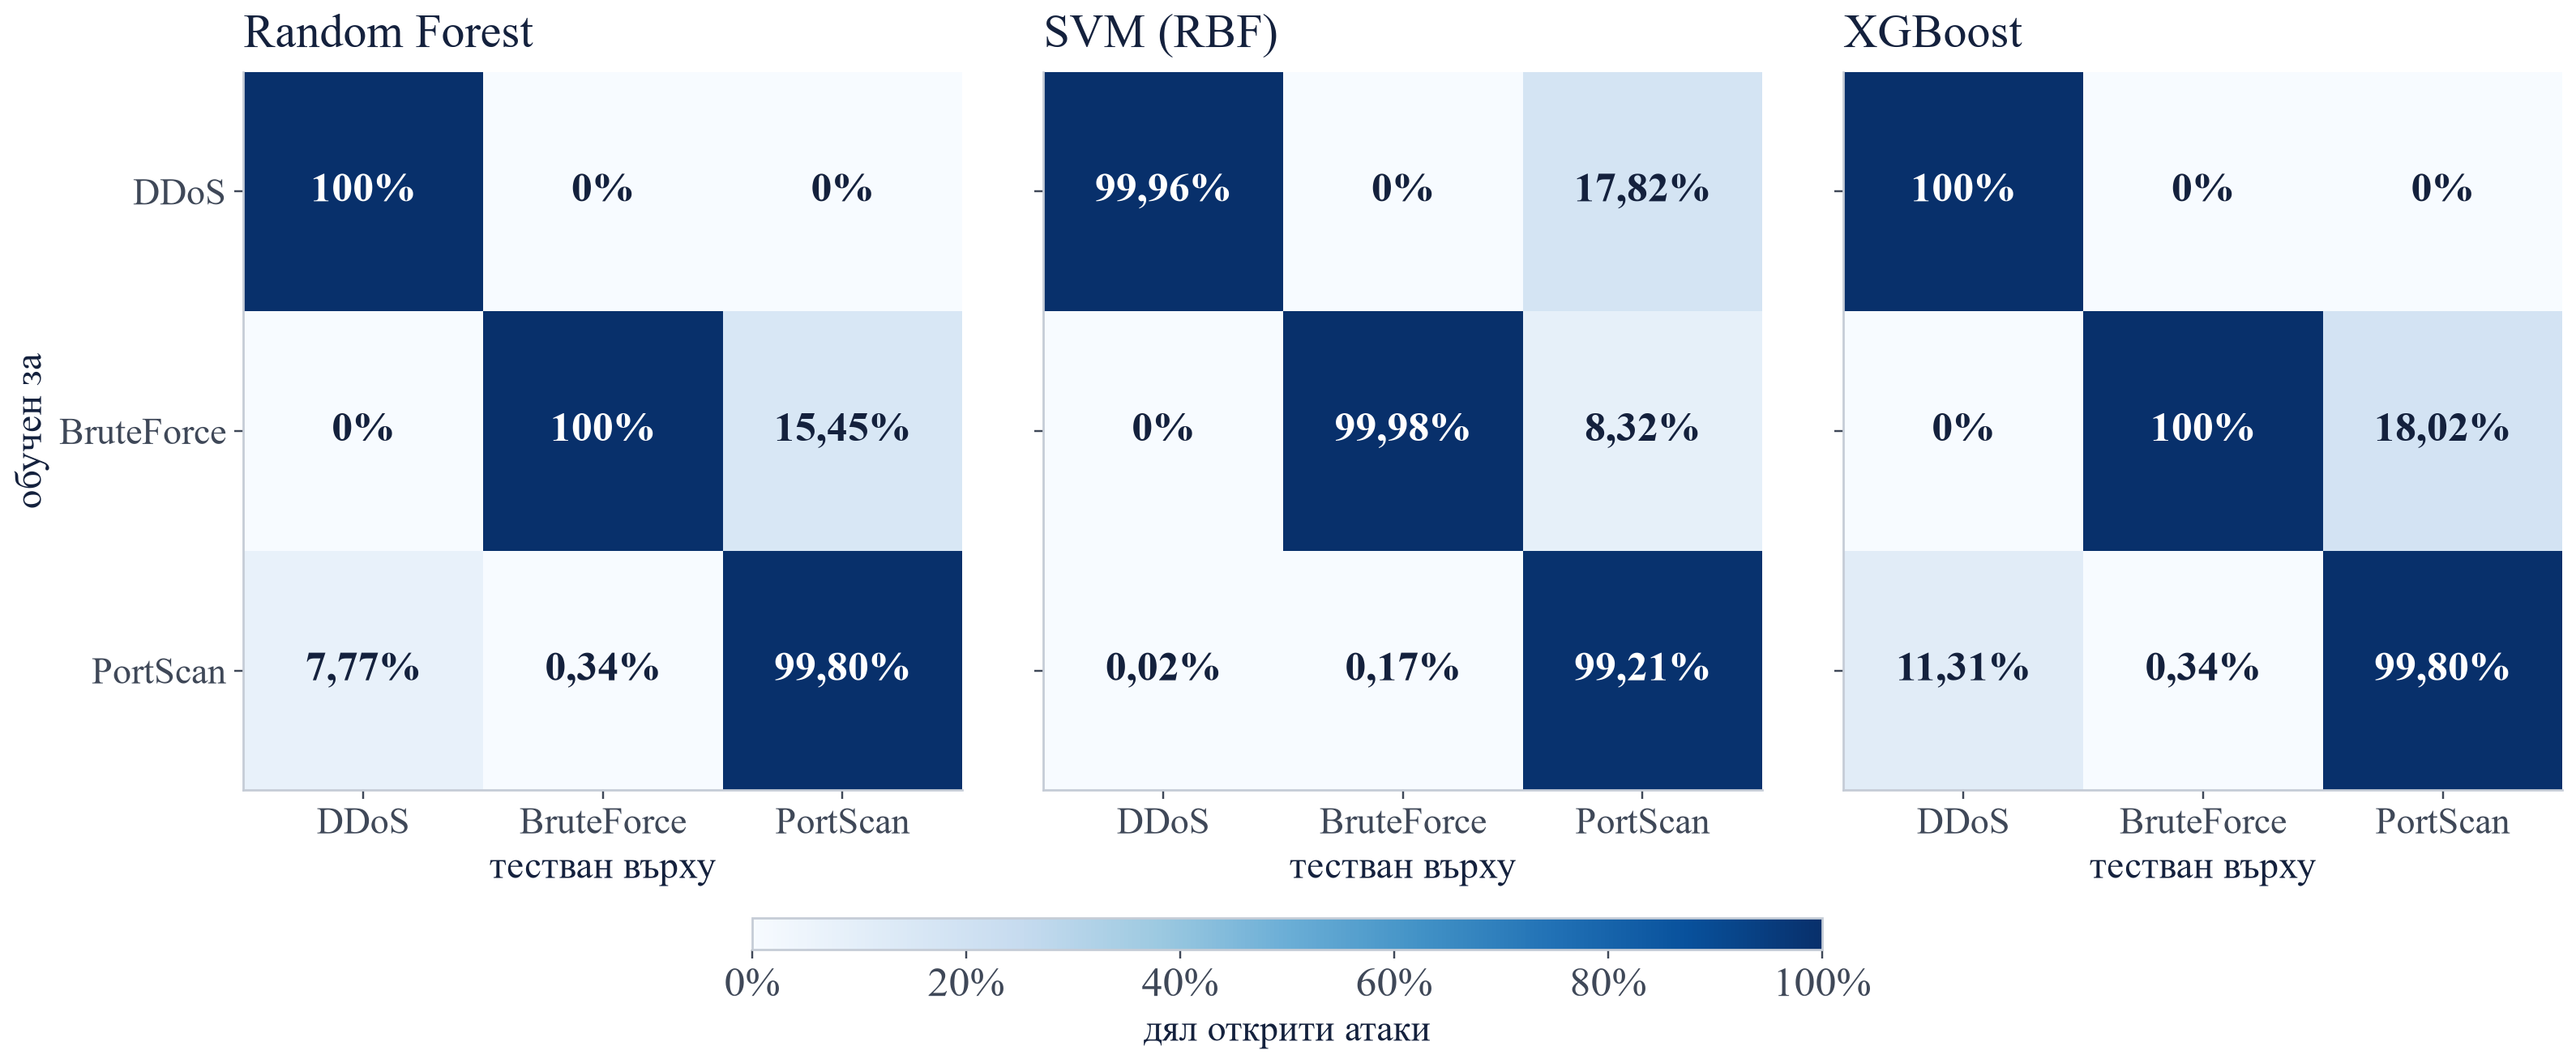 Random Forest
SVM (RBF)
XGBoost
DDoS
100%
0%
0%
99,96%
0%
17,82%
100%
0%
0%
обучен за
BruteForce
0%
100%
15,45%
0%
99,98%
8,32%
0%
100%
18,02%
PortScan
7,77%
0,34%
99,80%
0,02%
0,17%
99,21%
11,31%
0,34%
99,80%
DDoS
BruteForce
PortScan
DDoS
BruteForce
PortScan
DDoS
BruteForce
PortScan
тестван върху
тестван върху
тестван върху
0%
20%
40%
60%
80%
100%
дял открити атаки